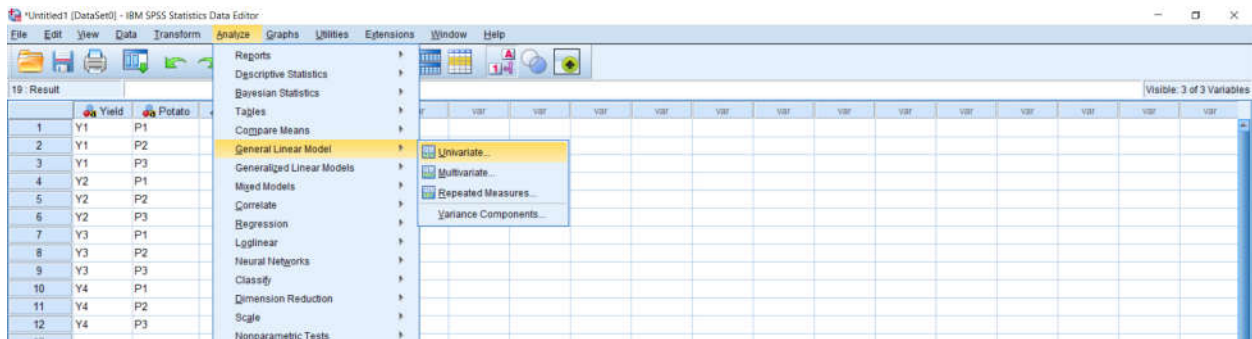 *Untitled1 [DataSet0] - IBM SPSS Statistics Data Editor
File Edit View Data Transform Analyze Graphs Utilities Extensions Window Help
19 : Result
Visible: 3 of 3 Variables
Yield Potato var var var var var var var var var var var
1 Y1 P1
2 Y1 P2
3 Y1 P3
4 Y2 P1
5 Y2 P2
6 Y2 P3
7 Y3 P1
8 Y3 P2
9 Y3 P3
10 Y4 P1
11 Y4 P2
12 Y4 P3
Reports
Descriptive Statistics
Bayesian Statistics
Tables
Compare Means
General Linear Model
Generalized Linear Models
Mixed Models
Correlate
Regression
Loglinear
Neural Networks
Classify
Dimension Reduction
Scale
Nonparametric Tests
Univariate...
Multivariate...
Repeated Measures...
Variance Components...